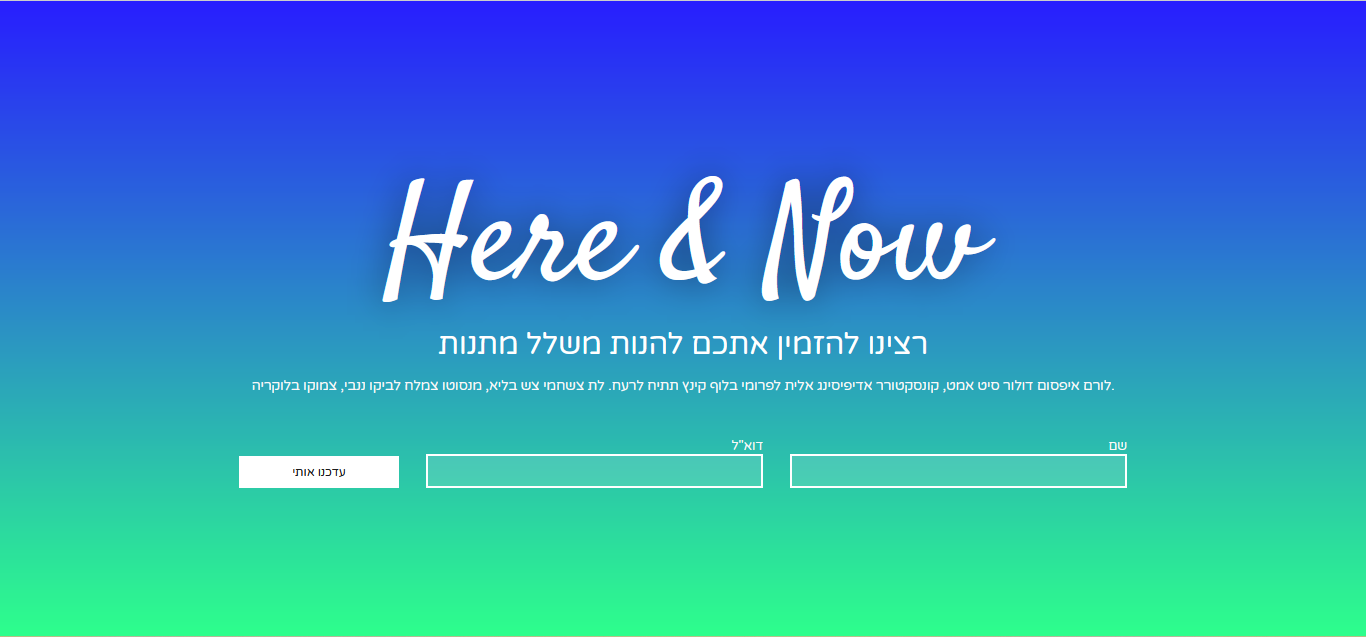 Here & Now
רצינו להזמין אתכם להנות משלל מתנות
לורם איפסום דולור סיט אמט, קונסקטורר אדיפיסינג אלית לפרומי בלוף קינץ תתיח לרעח. לת צשחמי צש בליא, מנסוטו צמלח לביקו ננבי, צמוקו בלוקריה.
שם
דוא"ל
עדכנו אותי